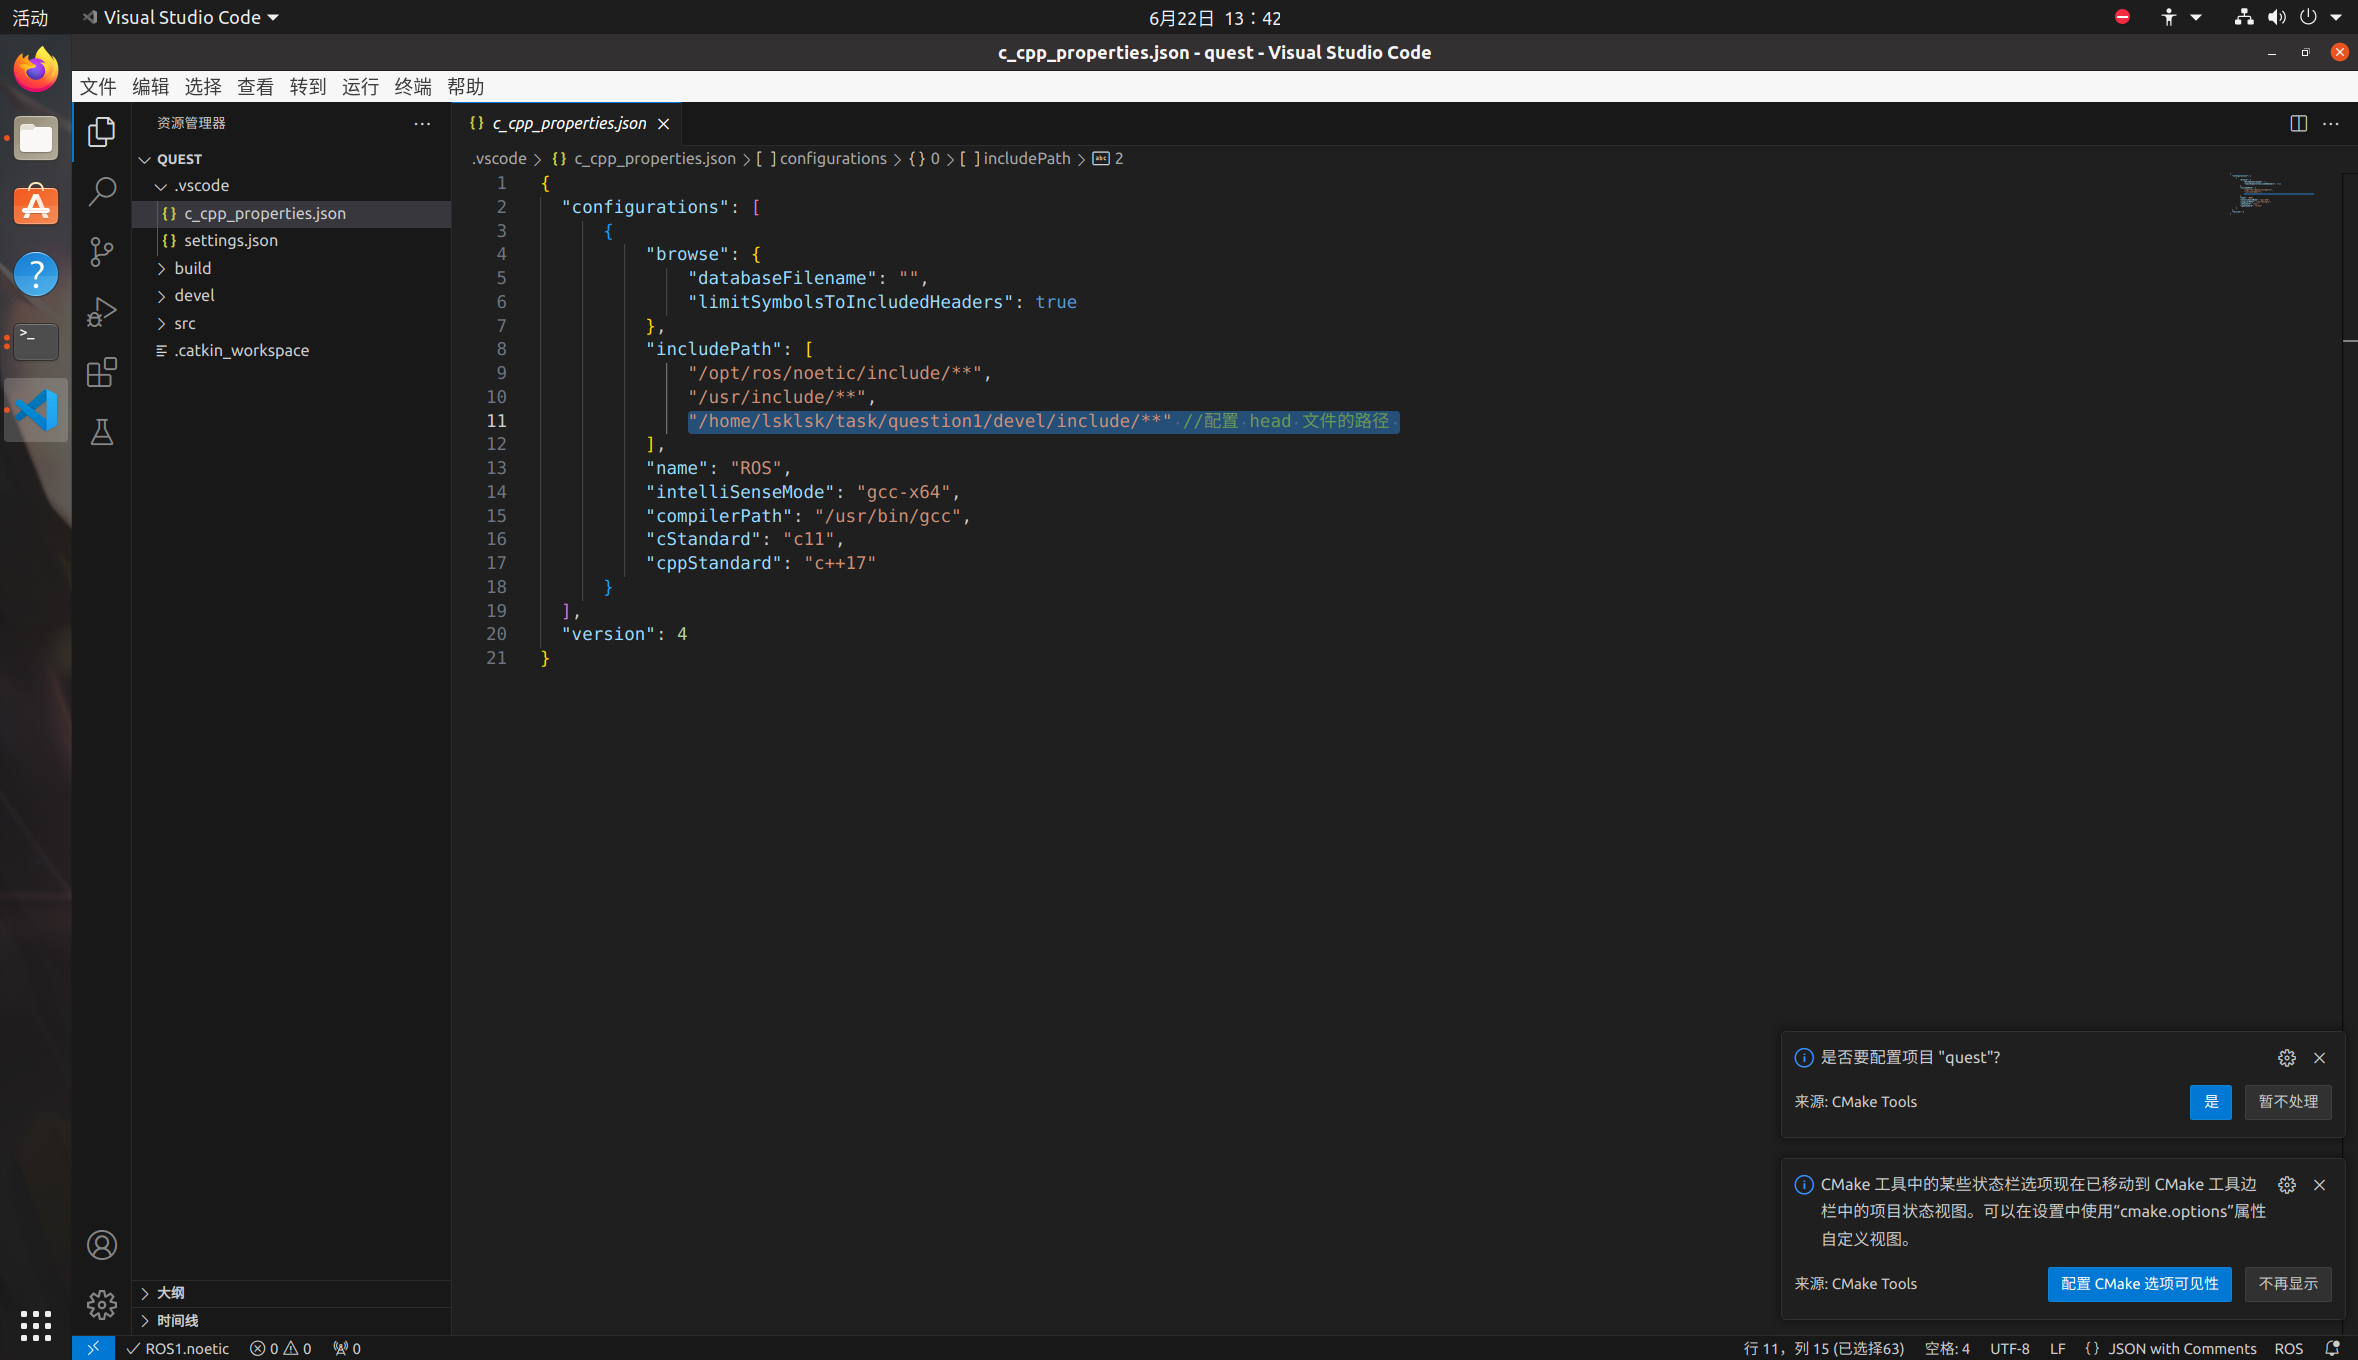 活动
Visual Studio Code
6月22日 13：42
c_cpp_properties.json - quest - Visual Studio Code
文件 编辑 选择 查看 转到 运行 终端 帮助
资源管理器
QUEST
.vscode
{} c_cpp_properties.json
{} settings.json
build
devel
src
.catkin_workspace
大纲
时间线
{} c_cpp_properties.json
.vscode > {} c_cpp_properties.json > [ ] configurations > {} 0 > [ ] includePath > abc 2
1 {
2 "configurations": [
3 {
4 "browse": {
5 "databaseFilename": "",
6 "limitSymbolsToIncludedHeaders": true
7 },
8 "includePath": [
9 "/opt/ros/noetic/include/**",
10 "/usr/include/**",
11 "/home/lsklsk/task/question1/devel/include/**" //配置 head 文件的路径
12 ],
13 "name": "ROS",
14 "intelliSenseMode": "gcc-x64",
15 "compilerPath": "/usr/bin/gcc",
16 "cStandard": "c11",
17 "cppStandard": "c++17"
18 }
19 ],
20 "version": 4
21 }
是否要配置项目 "quest"?
来源: CMake Tools
是
暂不处理
CMake 工具中的某些状态栏选项现在已移动到 CMake 工具边
栏中的项目状态视图。可以在设置中使用“cmake.options”属性
自定义视图。
来源: CMake Tools
配置 CMake 选项可见性
不再显示
ROS1.noetic
0 0
0
行 11，列 15 (已选择63)
空格: 4
UTF-8
LF
{} JSON with Comments
ROS